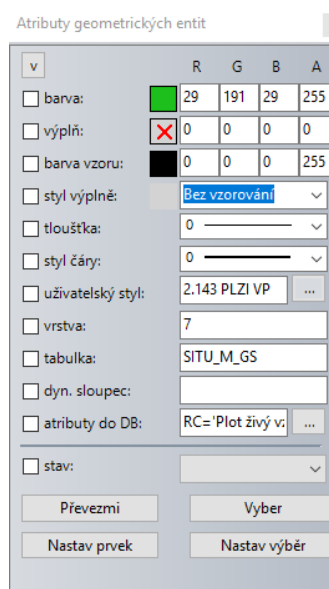 Atributy geometrických entit
v R G B A
barva: 29 191 29 255
výplň: 0 0 0 0
barva vzoru: 0 0 0 255
styl výplně: Bez vzorování
tloušťka: 0
styl čáry: 0
uživatelský styl: 2.143 PLZI VP ...
vrstva: 7
tabulka: SITU_M_GS
dyn. sloupec:
atributy do DB: RC='Plot živý v: ...
stav:
Převezmi Vyber
Nastav prvek Nastav výběr